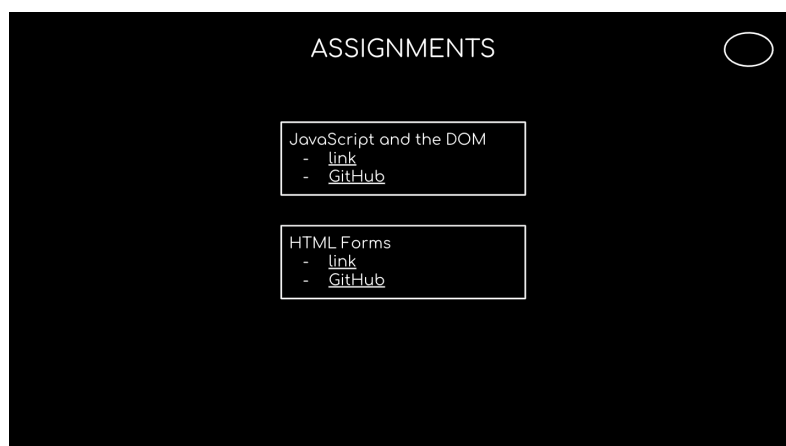 ASSIGNMENTS
JavaScript and the DOM
- link
- GitHub
HTML Forms
- link
- GitHub